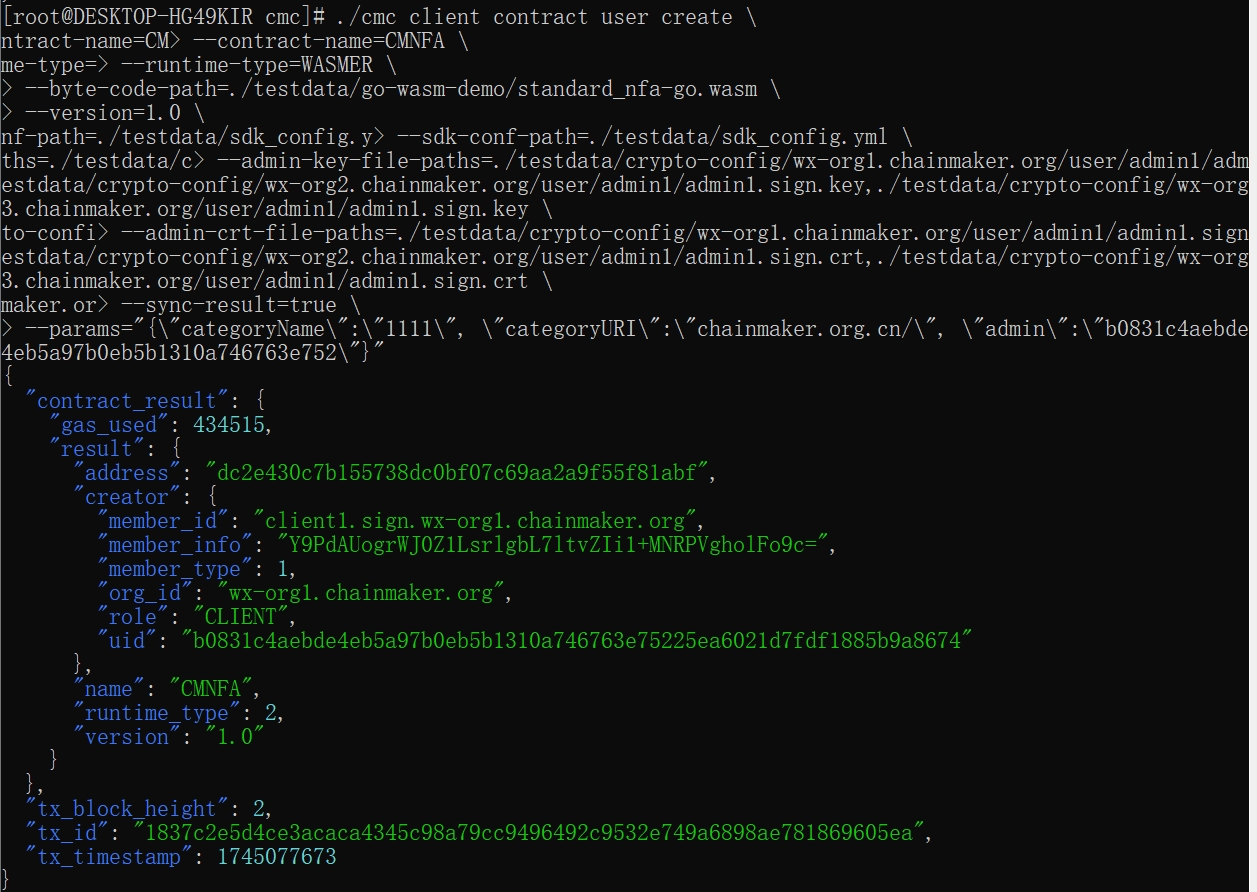 [root@DESKTOP-HG49KIR cmc]# ./cmc client contract user create \
ntract-name=CM> --contract-name=CMNFA \
me-type=> --runtime-type=WASMER \
> --byte-code-path=./testdata/go-wasm-demo/standard_nfa-go.wasm \
> --version=1.0 \
nf-path=./testdata/sdk_config.y> --sdk-conf-path=./testdata/sdk_config.yml \
ths=./testdata/c> --admin-key-file-paths=./testdata/crypto-config/wx-org1.chainmaker.org/user/admin1/adm
estdata/crypto-config/wx-org2.chainmaker.org/user/admin1/admin1.sign.key,./testdata/crypto-config/wx-org
3.chainmaker.org/user/admin1/admin1.sign.key \
to-confi> --admin-crt-file-paths=./testdata/crypto-config/wx-org1.chainmaker.org/user/admin1/admin1.sign
estdata/crypto-config/wx-org2.chainmaker.org/user/admin1/admin1.sign.crt,./testdata/crypto-config/wx-org
3.chainmaker.org/user/admin1/admin1.sign.crt \
maker.or> --sync-result=true \
> --params="{\"categoryName\":\"1111\", \"categoryURI\":\"chainmaker.org.cn/\", \"admin\":\"b0831c4aebde
4eb5a97b0eb5b1310a746763e752\"}"
{
"contract_result": {
"gas_used": 434515,
"result": {
"address": "dc2e430c7b155738dc0bf07c69aa2a9f55f81abf",
"creator": {
"member_id": "client1.sign.wx-org1.chainmaker.org",
"member_info": "Y9PdAUogrWJ0Z1LsrlgbL7ltvZIi1+MNRPVgholFo9c=",
"member_type": 1,
"org_id": "wx-org1.chainmaker.org",
"role": "CLIENT",
"uid": "b0831c4aebde4eb5a97b0eb5b1310a746763e75225ea6021d7fdf1885b9a8674"
},
"name": "CMNFA",
"runtime_type": 2,
"version": "1.0"
}
},
"tx_block_height": 2,
"tx_id": "1837c2e5d4ce3acaca4345c98a79cc9496492c9532e749a6898ae781869605ea",
"tx_timestamp": 1745077673
}